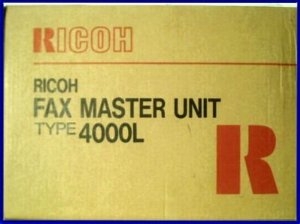 RICOH
RICOH
FAX MASTER UNIT
TYPE 4000L
R